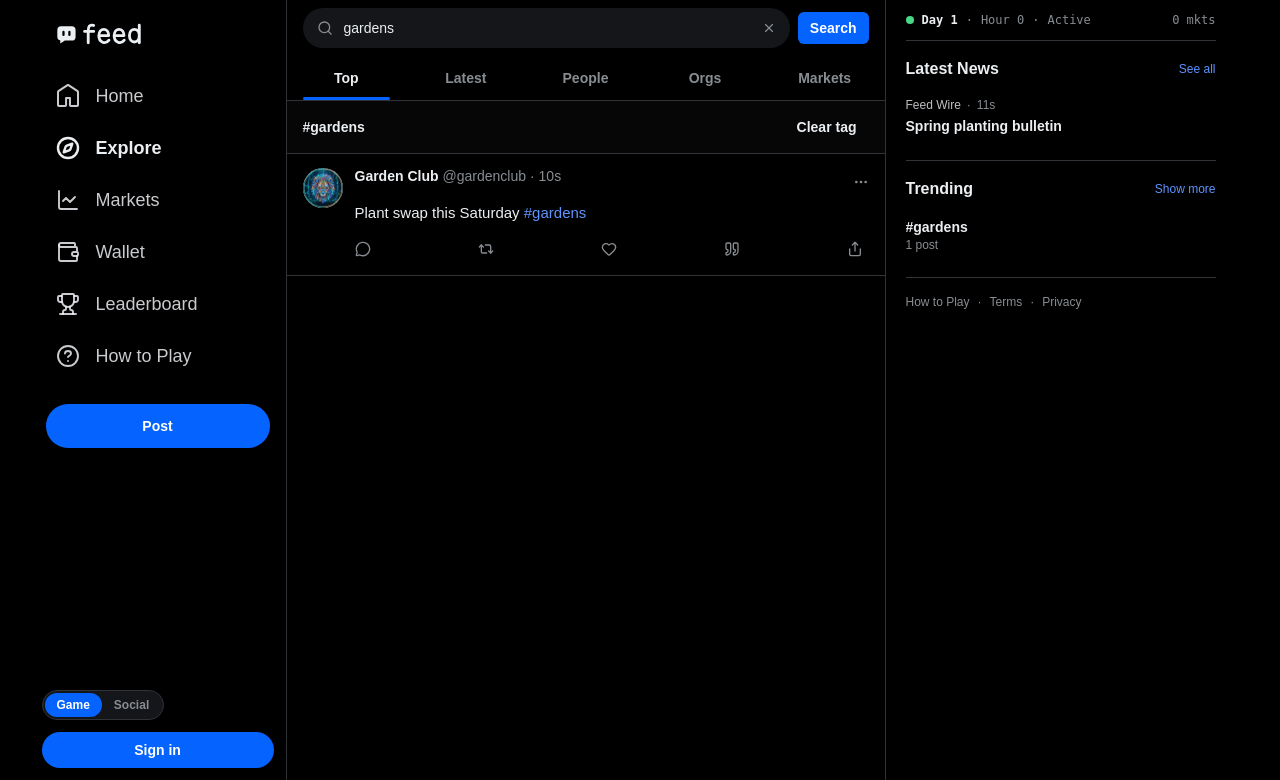 feed
Home
Explore
Markets
Wallet
Leaderboard
How to Play
Post
Game Social
Sign in
gardens
Search
Top Latest People Orgs Markets
#gardens Clear tag
Garden Club @gardenclub · 10s
Plant swap this Saturday #gardens
Day 1 · Hour 0 · Active 0 mkts
Latest News See all
Feed Wire · 11s
Spring planting bulletin
Trending Show more
#gardens
1 post
How to Play · Terms · Privacy